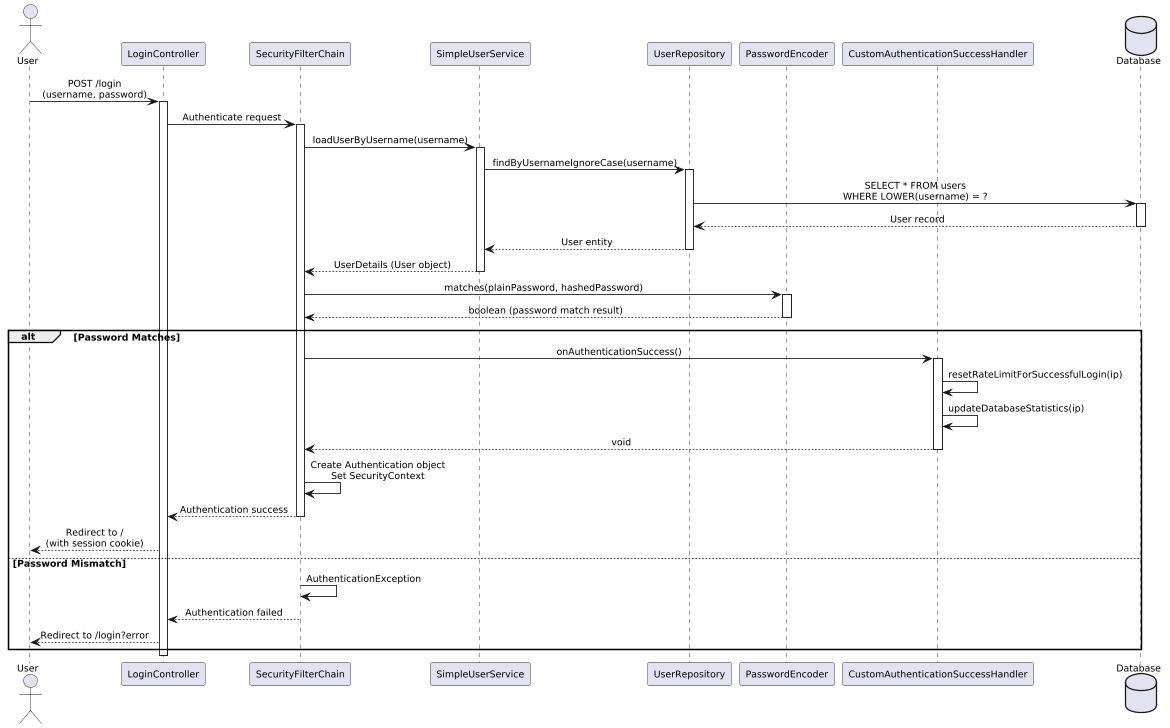 User
LoginController
SecurityFilterChain
SimpleUserService
UserRepository
PasswordEncoder
CustomAuthenticationSuccessHandler
Database
POST /login
(username, password)
Authenticate request
loadUserByUsername(username)
findByUsernameIgnoreCase(username)
SELECT * FROM users
WHERE LOWER(username) = ?
User record
User entity
UserDetails (User object)
matches(plainPassword, hashedPassword)
boolean (password match result)
alt
[Password Matches]
onAuthenticationSuccess()
resetRateLimitForSuccessfulLogin(ip)
updateDatabaseStatistics(ip)
void
Create Authentication object
Set SecurityContext
Authentication success
Redirect to /
(with session cookie)
[Password Mismatch]
AuthenticationException
Authentication failed
Redirect to /login?error
User
LoginController
SecurityFilterChain
SimpleUserService
UserRepository
PasswordEncoder
CustomAuthenticationSuccessHandler
Database